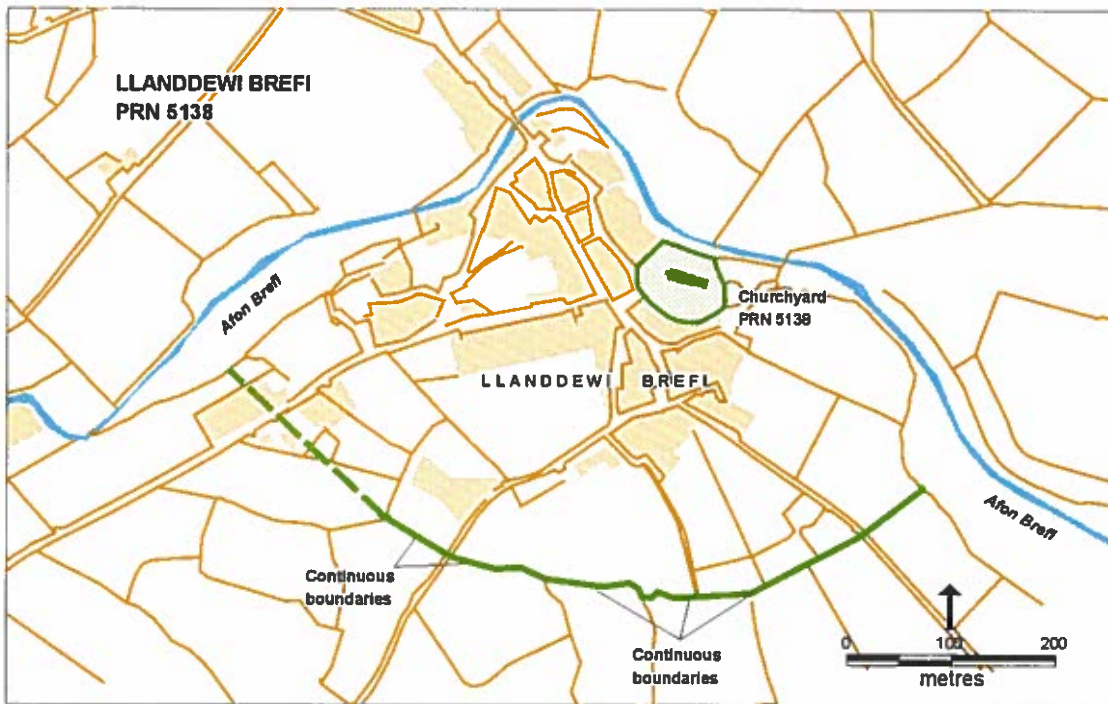 LLANDDEWI BREFI
PRN 5138
Afon Brefi
Churchyard
PRN 5138
LLANDDEWI BREFI
Afon Brefi
Continuous
boundaries
Continuous
boundaries
0 100 200
metres